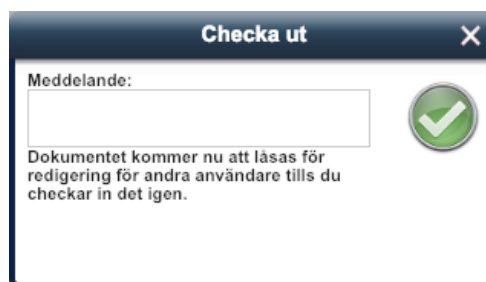 Checka ut
Meddelande:
Dokumentet kommer nu att låsas för
redigering för andra användare tills du
checkar in det igen.